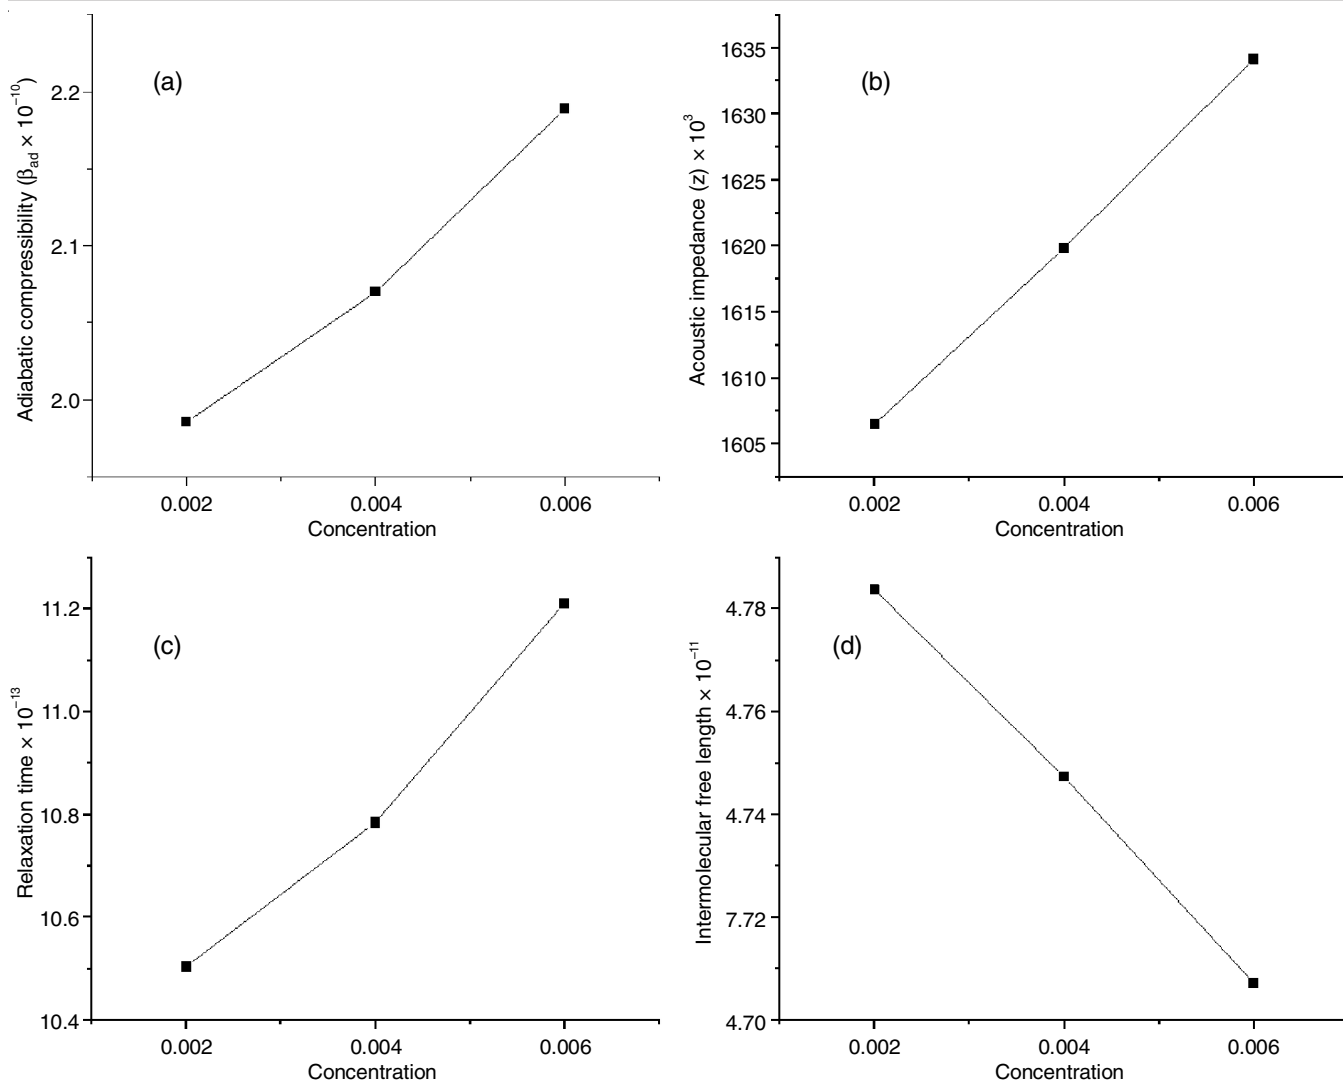 (a)
Adiabatic compressibility (βad × 10⁻¹⁰)
2.2
2.1
2.0
0.002 0.004 0.006
Concentration
(b)
Acoustic impedance (z) × 10³
1635
1630
1625
1620
1615
1610
1605
0.002 0.004 0.006
Concentration
(c)
Relaxation time × 10⁻¹³
11.2
11.0
10.8
10.6
10.4
0.002 0.004 0.006
Concentration
(d)
Intermolecular free length × 10⁻¹¹
4.78
4.76
4.74
7.72
4.70
0.002 0.004 0.006
Concentration